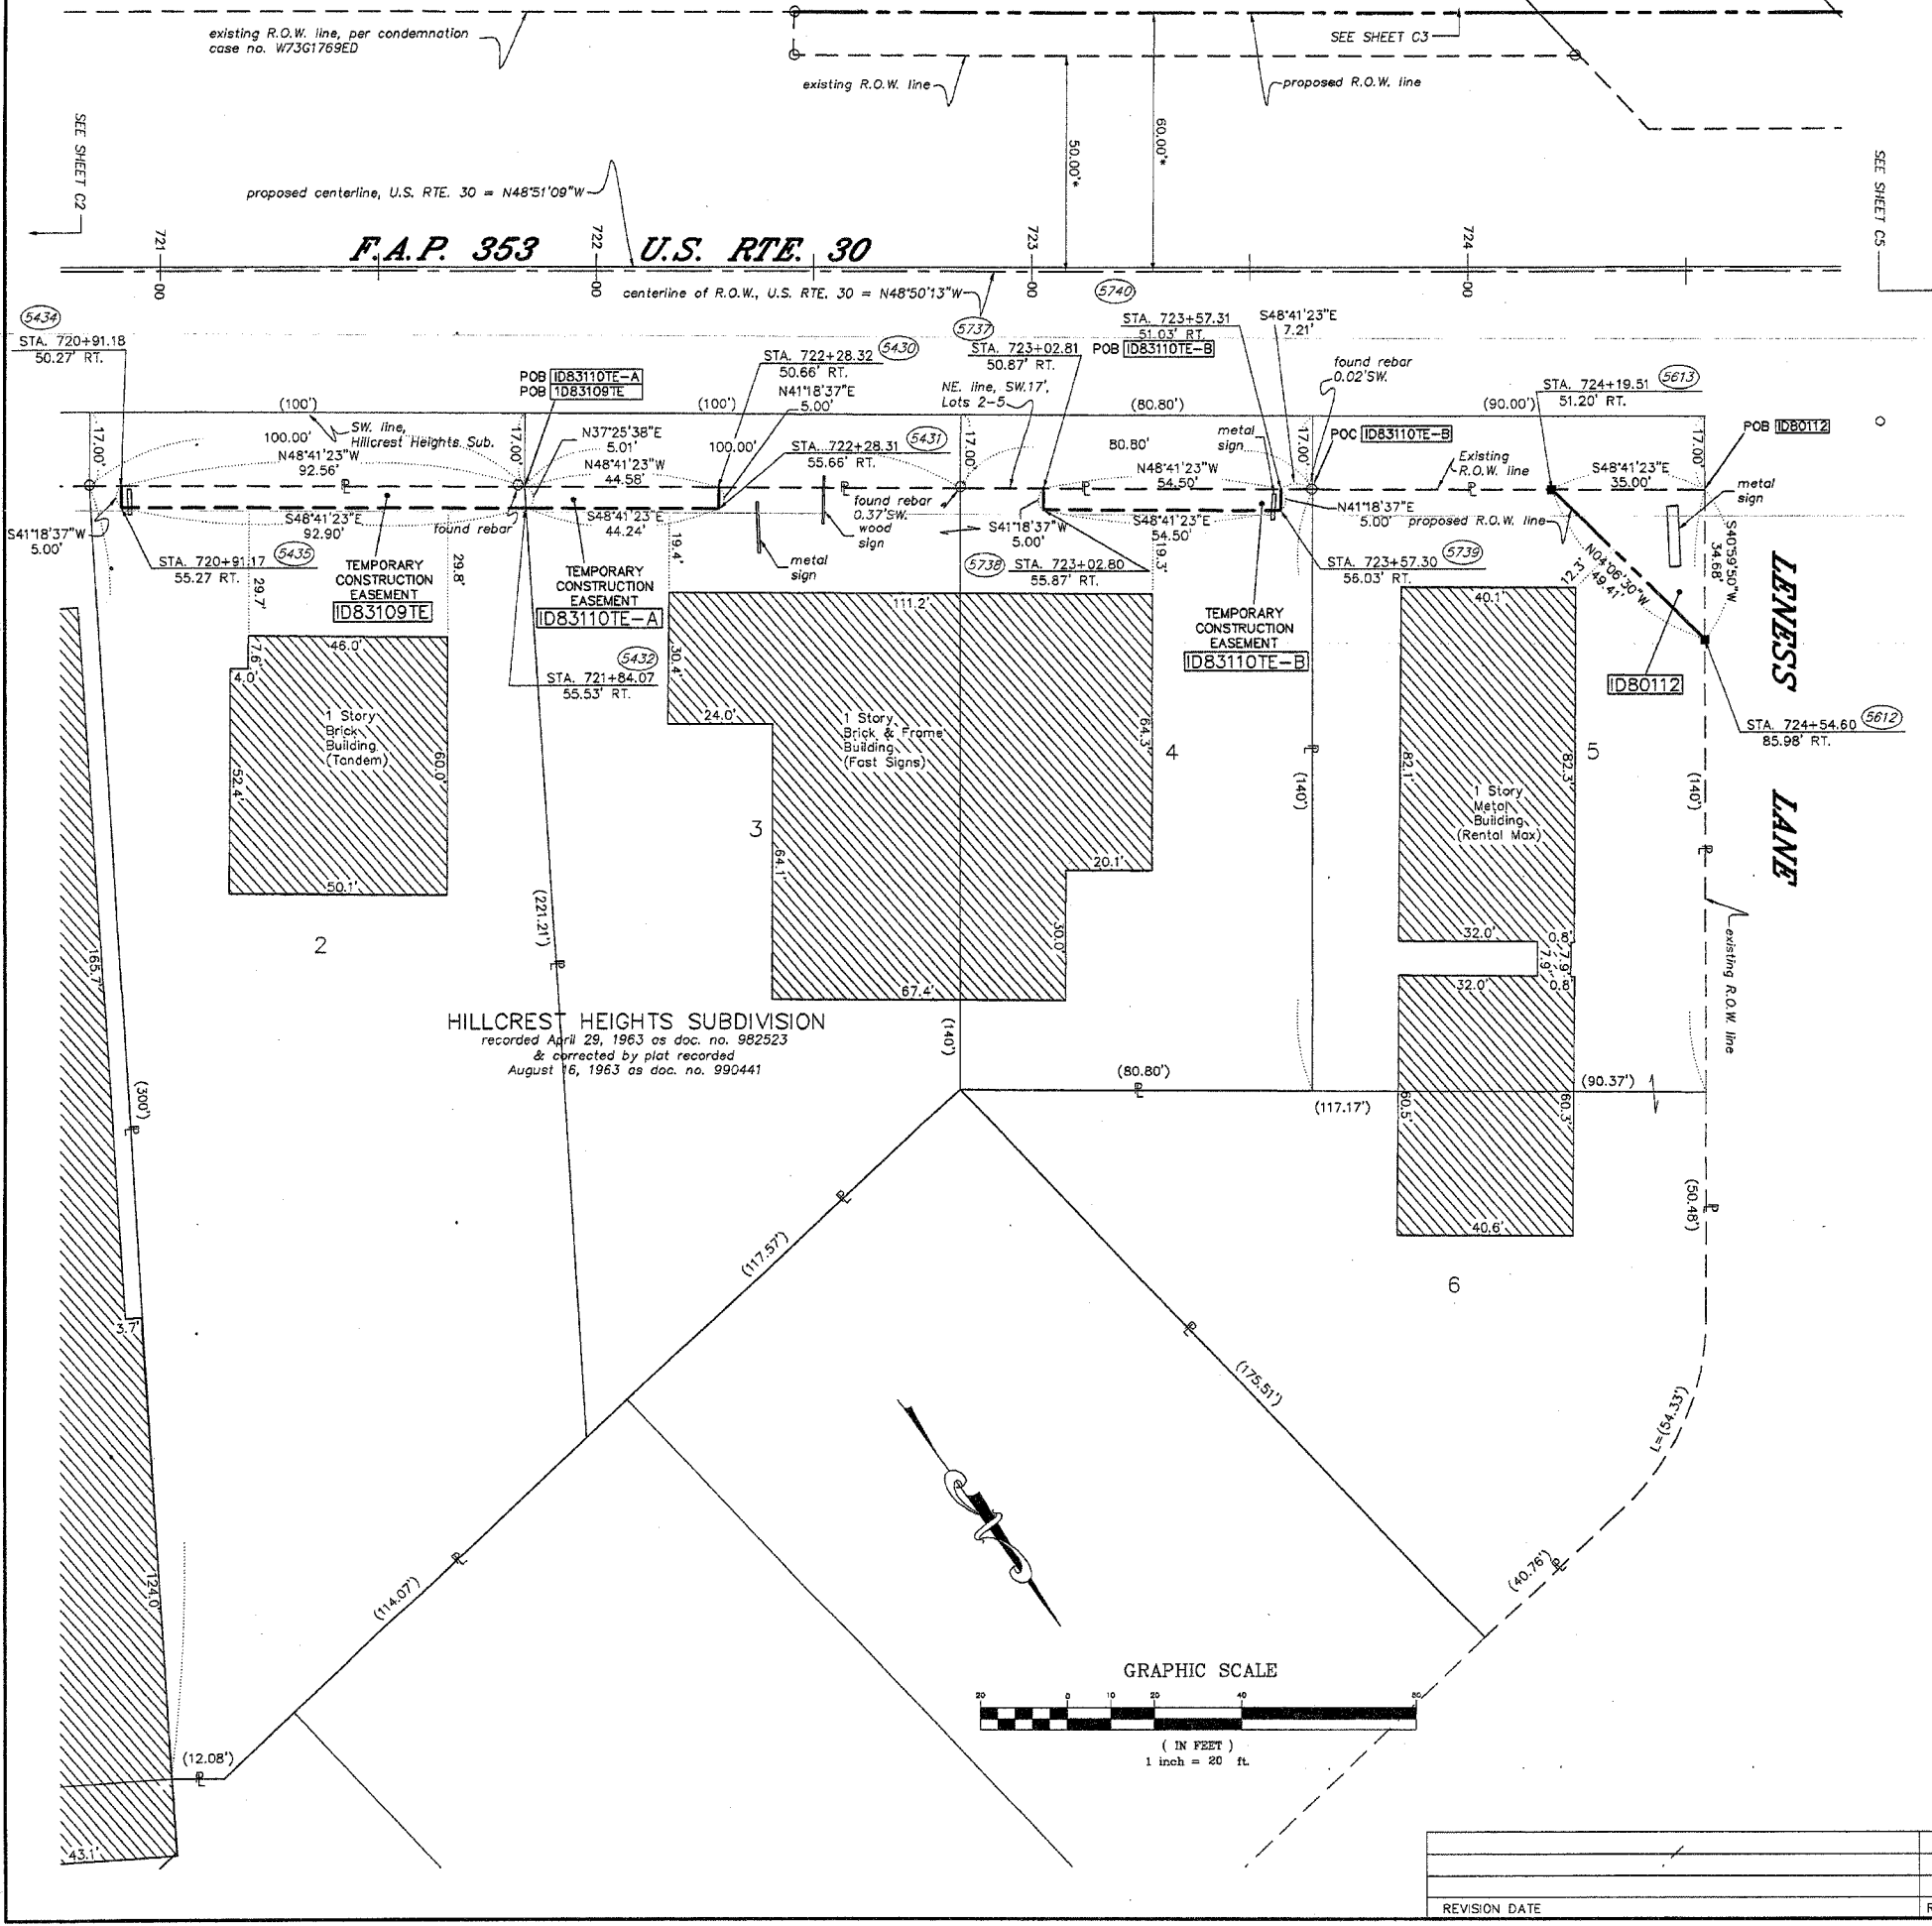 existing R.O.W. line, per condemnation
case no. W73G1769ED
existing R.O.W. line
SEE SHEET C3
proposed R.O.W. line
SEE SHEET C2
SEE SHEET C5
50.00'*
60.00'*
proposed centerline, U.S. RTE. 30 = N48°51'09"W
721
00
722
00
723
00
724
00
F.A.P. 353 U.S. RTE. 30
centerline of R.O.W., U.S. RTE. 30 = N48°50'13"W
5434
STA. 720+91.18
50.27' RT.
POB ID83110TE-A
POB ID83109TE
STA. 722+28.32
50.66' RT.
5430
N41°18'37"E
5.00'
5737
STA. 723+02.81
50.87' RT.
5740
STA. 723+57.31
51.03' RT.
POB ID83110TE-B
S48°41'23"E
7.21'
found rebar
0.02'SW.
STA. 724+19.51
51.20' RT.
5613
POB ID80112
(100')
(100')
(80.80')
(90.00')
17.00'
17.00'
17.00'
17.00'
17.00'
100.00'
SW. line,
Hillcrest Heights Sub.
N48°41'23"W
92.56'
N37°25'38"E
5.01'
N48°41'23"W
44.58'
100.00'
STA. 722+28.31
55.66' RT.
5431
NE. line, SW.17',
Lots 2-5
80.80'
N48°41'23"W
54.50'
metal
sign
POC ID83110TE-B
Existing
R.O.W. line
S48°41'23"E
35.00'
metal
sign
S41°18'37"W
5.00'
S48°41'23"E
92.90'
found rebar
S48°41'23"E
44.24'
found rebar
0.37'SW.
wood
sign
metal
sign
S41°18'37"W
5.00'
S48°41'23"E
54.50'
N41°18'37"E
5.00'
proposed R.O.W. line
STA. 720+91.17
55.27 RT.
5435
5738
STA. 723+02.80
55.87' RT.
STA. 723+57.30
56.03' RT.
5739
N04°06'30"W
49.41'
12.3'
S40°59'50"W
34.68'
29.7'
29.8'
19.4'
19.3'
TEMPORARY
CONSTRUCTION
EASEMENT
ID83109TE
TEMPORARY
CONSTRUCTION
EASEMENT
ID83110TE-A
TEMPORARY
CONSTRUCTION
EASEMENT
ID83110TE-B
ID80112
5432
STA. 721+84.07
55.53' RT.
STA. 724+54.60
85.98' RT.
5612
LENESS LANE
46.0'
7.6'
4.0'
52.4'
60.0'
50.1'
1 Story
Brick
Building
(Tandem)
111.2'
30.4'
24.0'
64.1'
64.3'
20.1'
30.0'
67.4'
1 Story
Brick & Frame
Building
(Fast Signs)
40.1'
82.1'
82.3'
1 Story
Metal
Building
(Rental Max)
32.0'
0.8'
7.9'
7.9'
32.0'
0.8'
60.5'
60.3'
40.6'
2
3
4
5
6
(140')
(140')
(140')
existing R.O.W. line
165.7'
(300')
(221.21')
HILLCREST HEIGHTS SUBDIVISION
recorded April 29, 1963 as doc. no. 982523
& corrected by plat recorded
August 16, 1963 as doc. no. 990441
(80.80')
(117.17')
(90.37')
(50.48')
(117.57')
(175.51')
L=(54.33')
(40.76')
3.7'
124.0'
(114.07')
(12.08')
43.1'
GRAPHIC SCALE
20 0 10 20 40 80
( IN FEET )
1 inch = 20 ft.
REVISION DATE